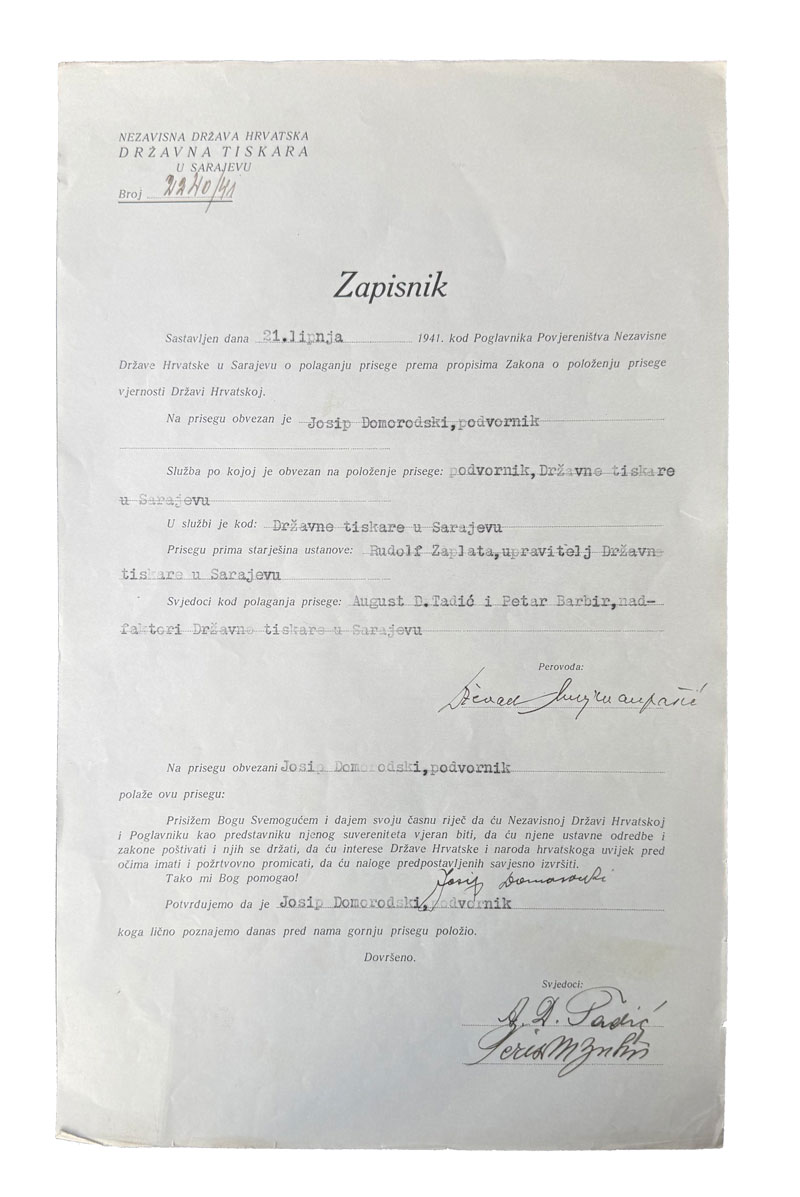 NEZAVISNA DRŽAVA HRVATSKA
DRŽAVNA TISKARA
U SARAJEVU
Broj 2240/41
Zapisnik
Sastavljen dana 21.lipnja 1941. kod Poglavnika Povjereništva Nezavisne
Države Hrvatske u Sarajevu o polaganju prisege prema propisima Zakona o položenju prisege
vjernosti Državi Hrvatskoj.
Na prisegu obvezan je Josip Domorodski,podvornik
Služba po kojoj je obvezan na položenje prisege: podvornik,Državne tiskare
u Sarajevu
U službi je kod: Državne tiskare u Sarajevu
Prisegu prima starješina ustanove: Rudolf Zaplata,upravitelj Državne
tiskare u Sarajevu
Svjedoci kod polaganja prisege: August D.Tadić i Petar Barbir,nad-
faktori Državne tiskare u Sarajevu
Perovođa:
Dževad
Na prisegu obvezani Josip Domorodski,podvornik
polaže ovu prisegu:
Prisižem Bogu Svemogućem i dajem svoju časnu riječ da ću Nezavisnoj Državi Hrvatskoj
i Poglavniku kao predstavniku njenog suvereniteta vjeran biti, da ću njene ustavne odredbe i
zakone poštivati i njih se držati, da ću interese Države Hrvatske i naroda hrvatskoga uvijek pred
očima imati i požrtvovno promicati, da ću naloge predpostavljenih savjesno izvršiti.
Tako mi Bog pomogao!
Josip Domorodski
Potvrđujemo da je Josip Domorodski,podvornik
koga lično poznajemo danas pred nama gornju prisegu položio.
Dovršeno.
Svjedoci:
A. D. Tadić